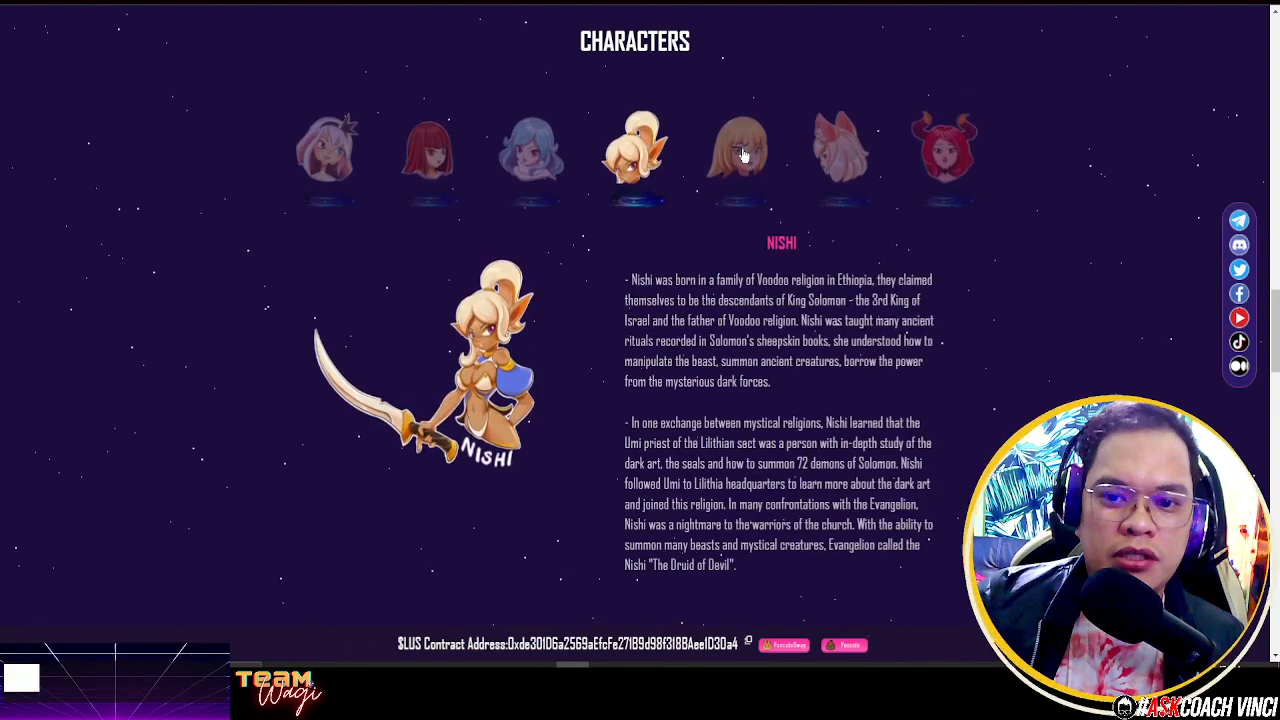 CHARACTERS
NISHI
- Nishi was born in a family of Voodoo religion in Ethiopia, they claimed
themselves to be the descendants of King Solomon - the 3rd King of
Israel and the father of Voodoo religion. Nishi was taught many ancient
rituals recorded in Solomon's sheepskin books, she understood how to
manipulate the beast, summon ancient creatures, borrow the power
from the mysterious dark forces.
- In one exchange between mystical religions, Nishi learned that the
Umi priest of the Lilithian sect was a person with in-depth study of the
dark art, the seals and how to summon 72 demons of Solomon. Nishi
followed Umi to Lilithia headquarters to learn more about the dark art
and joined this religion. In many confrontations with the Evangelion,
Nishi was a nightmare to the warriors of the church. With the ability to
summon many beasts and mystical creatures, Evangelion called the
Nishi "The Druid of Devil".
NISHI
$LUS Contract Address:
PancakeSwap
TEAM
Wagi
#ASKCOACH VINCI